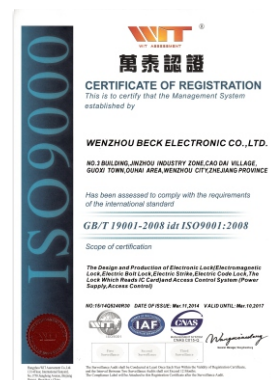 WIT
®
WIT ASSESSMENT
萬泰認證
ISO9000
CERTIFICATE OF REGISTRATION
This is to certify that the Management System
established by
WENZHOU BECK ELECTRONIC CO.,LTD.
NO.3 BUILDING,JINZHOU INDUSTRY ZONE,CAO DAI VILLAGE,
GUOXI TOWN,OUHAI AREA,WENZHOU CITY,ZHEJIANG PROVINCE
Has been assessed to comply with the requirements
of the international standard
GB/T 19001-2008 idt ISO9001:2008
Scope of certification
The Design and Production of Electronic Lock(Electromagnetic
Lock,Electric Bolt Lock,Electric Strike,Electric Code Lock,The
Lock Which Reads IC Card)and Access Control System (Power
Supply,Access Control)
DATE OF ISSUE: Mar.11,2014 VALID UNTIL: Mar.10,2017
IAF
CNAS